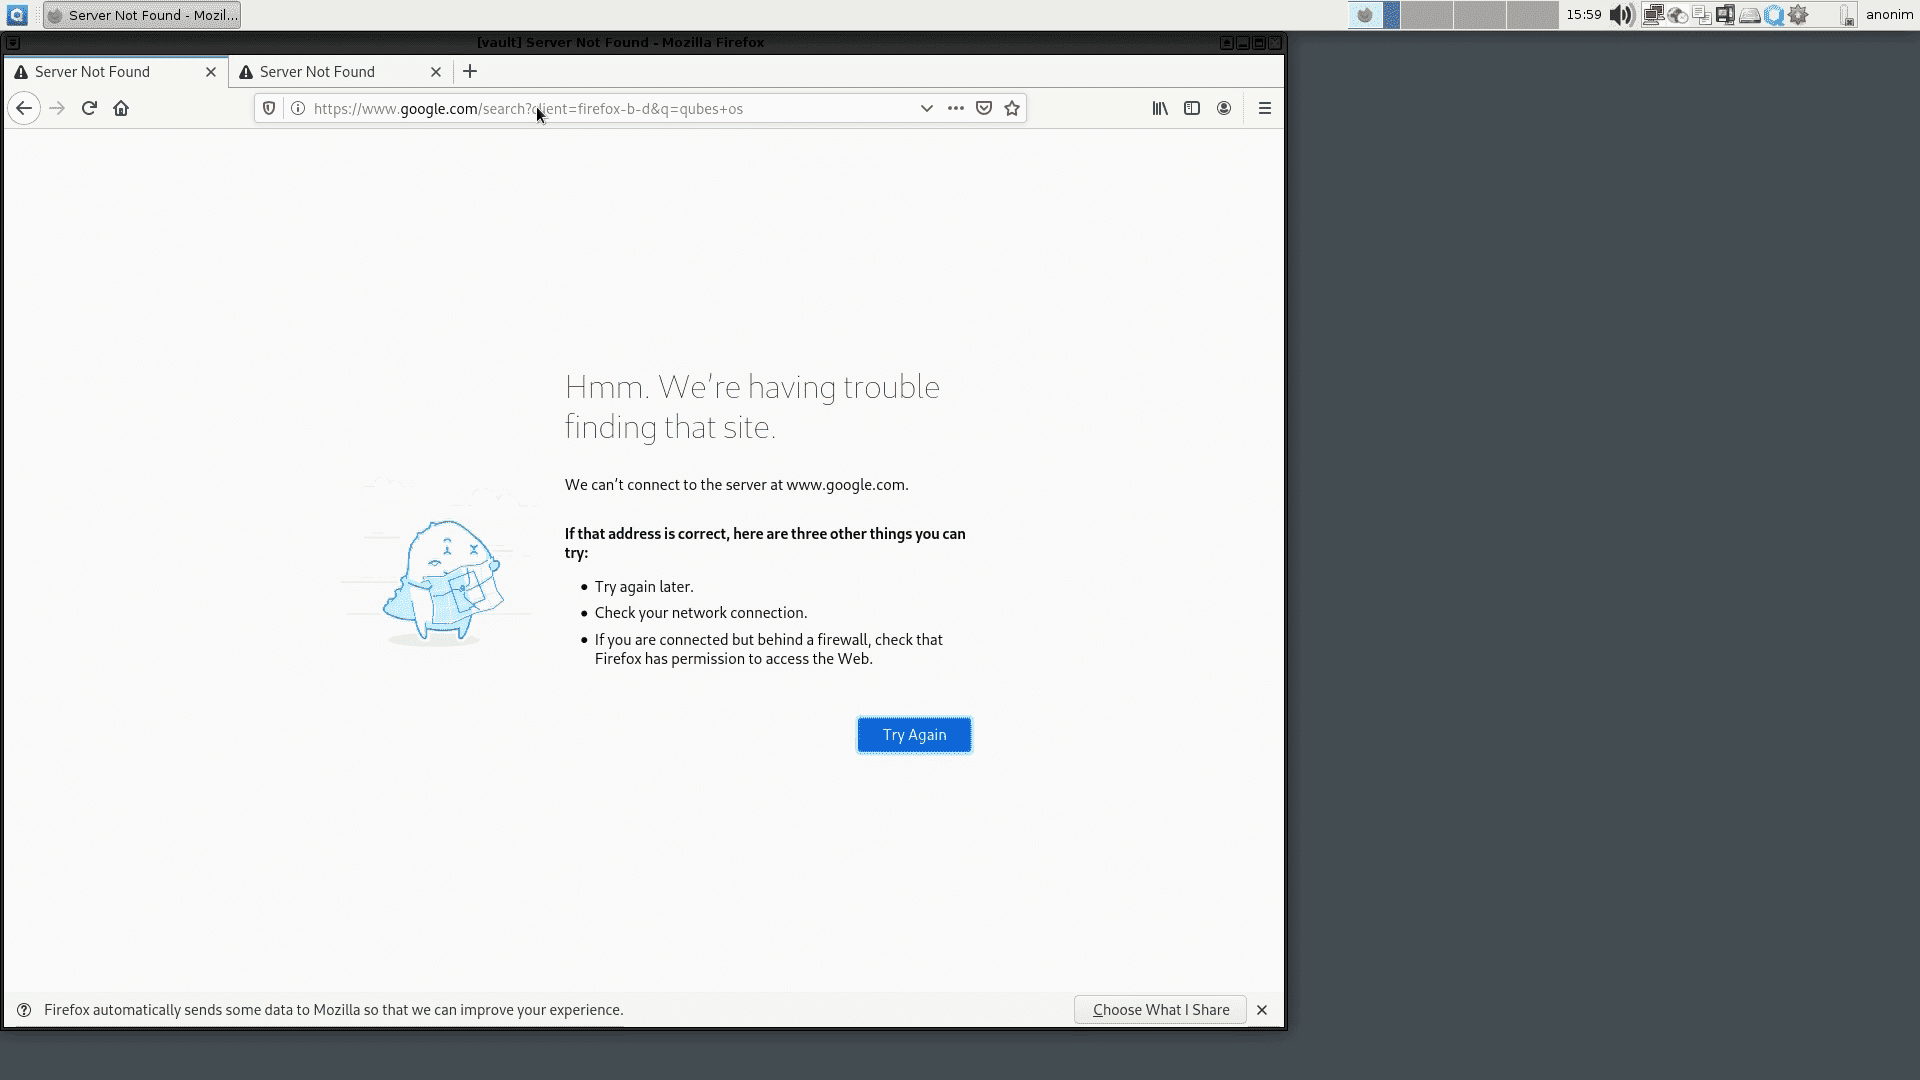 Server Not Found - Mozil...
15:59
anonim
[vault] Server Not Found - Mozilla Firefox
Server Not Found
Server Not Found
https://www.google.com/search?client=firefox-b-d&q=qubes+os
Hmm. We're having trouble
finding that site.
We can't connect to the server at www.google.com.
If that address is correct, here are three other things you can
try:
Try again later.
Check your network connection.
If you are connected but behind a firewall, check that
Firefox has permission to access the Web.
Try Again
Firefox automatically sends some data to Mozilla so that we can improve your experience.
Choose What I Share